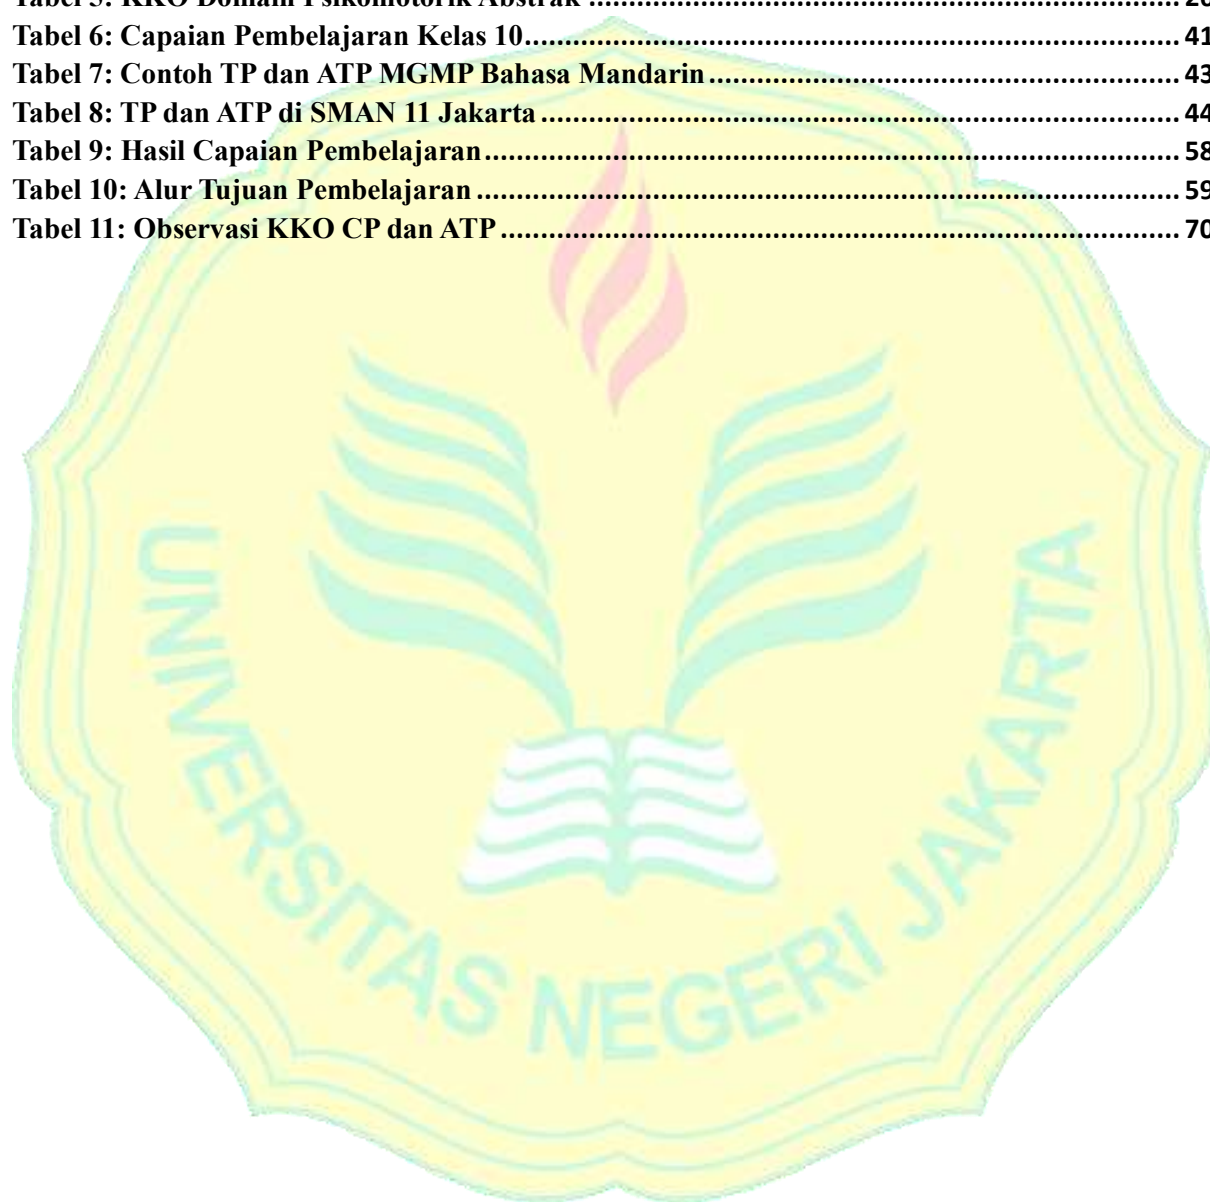 Tabel 5: KKO Domain Psikomotorik Abstrak ........................................................................ 20
Tabel 6: Capaian Pembelajaran Kelas 10................................................................................ 41
Tabel 7: Contoh TP dan ATP MGMP Bahasa Mandarin ......................................................... 43
Tabel 8: TP dan ATP di SMAN 11 Jakarta .............................................................................. 44
Tabel 9: Hasil Capaian Pembelajaran..................................................................................... 58
Tabel 10: Alur Tujuan Pembelajaran ...................................................................................... 59
Tabel 11: Observasi KKO CP dan ATP ................................................................................... 70
UNIVERSITAS NEGERI JAKARTA